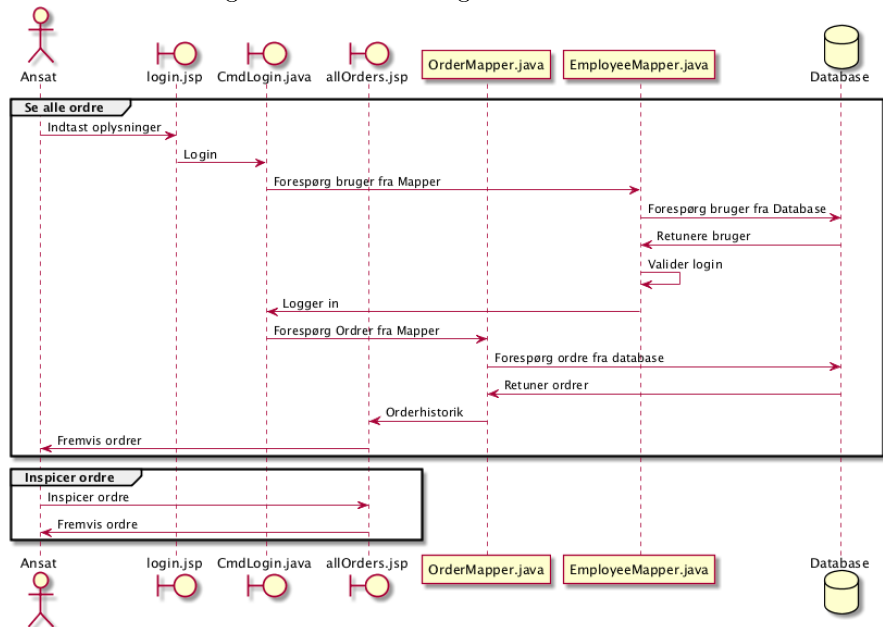 Ansat
login.jsp
CmdLogin.java
allOrders.jsp
OrderMapper.java
EmployeeMapper.java
Database
Se alle ordre
Indtast oplysninger
Login
Forespørg bruger fra Mapper
Forespørg bruger fra Database
Retunere bruger
Valider login
Logger in
Forespørg Ordrer fra Mapper
Forespørg ordre fra database
Retuner ordrer
Orderhistorik
Fremvis ordrer
Inspicer ordre
Inspicer ordre
Fremvis ordre
Ansat
login.jsp
CmdLogin.java
allOrders.jsp
OrderMapper.java
EmployeeMapper.java
Database